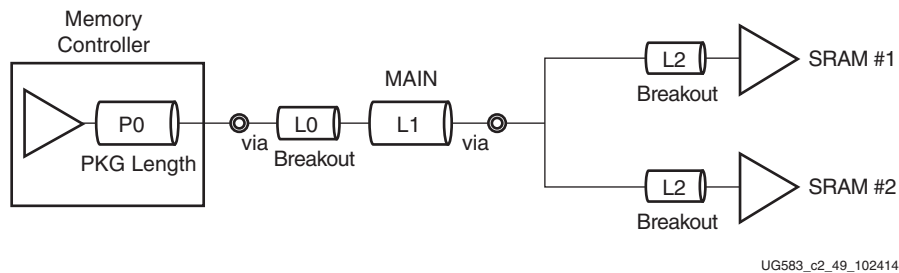 Memory
Controller
P0
PKG Length
via
L0
Breakout
MAIN
L1
via
L2
Breakout
SRAM #1
L2
Breakout
SRAM #2
UG583_c2_49_102414